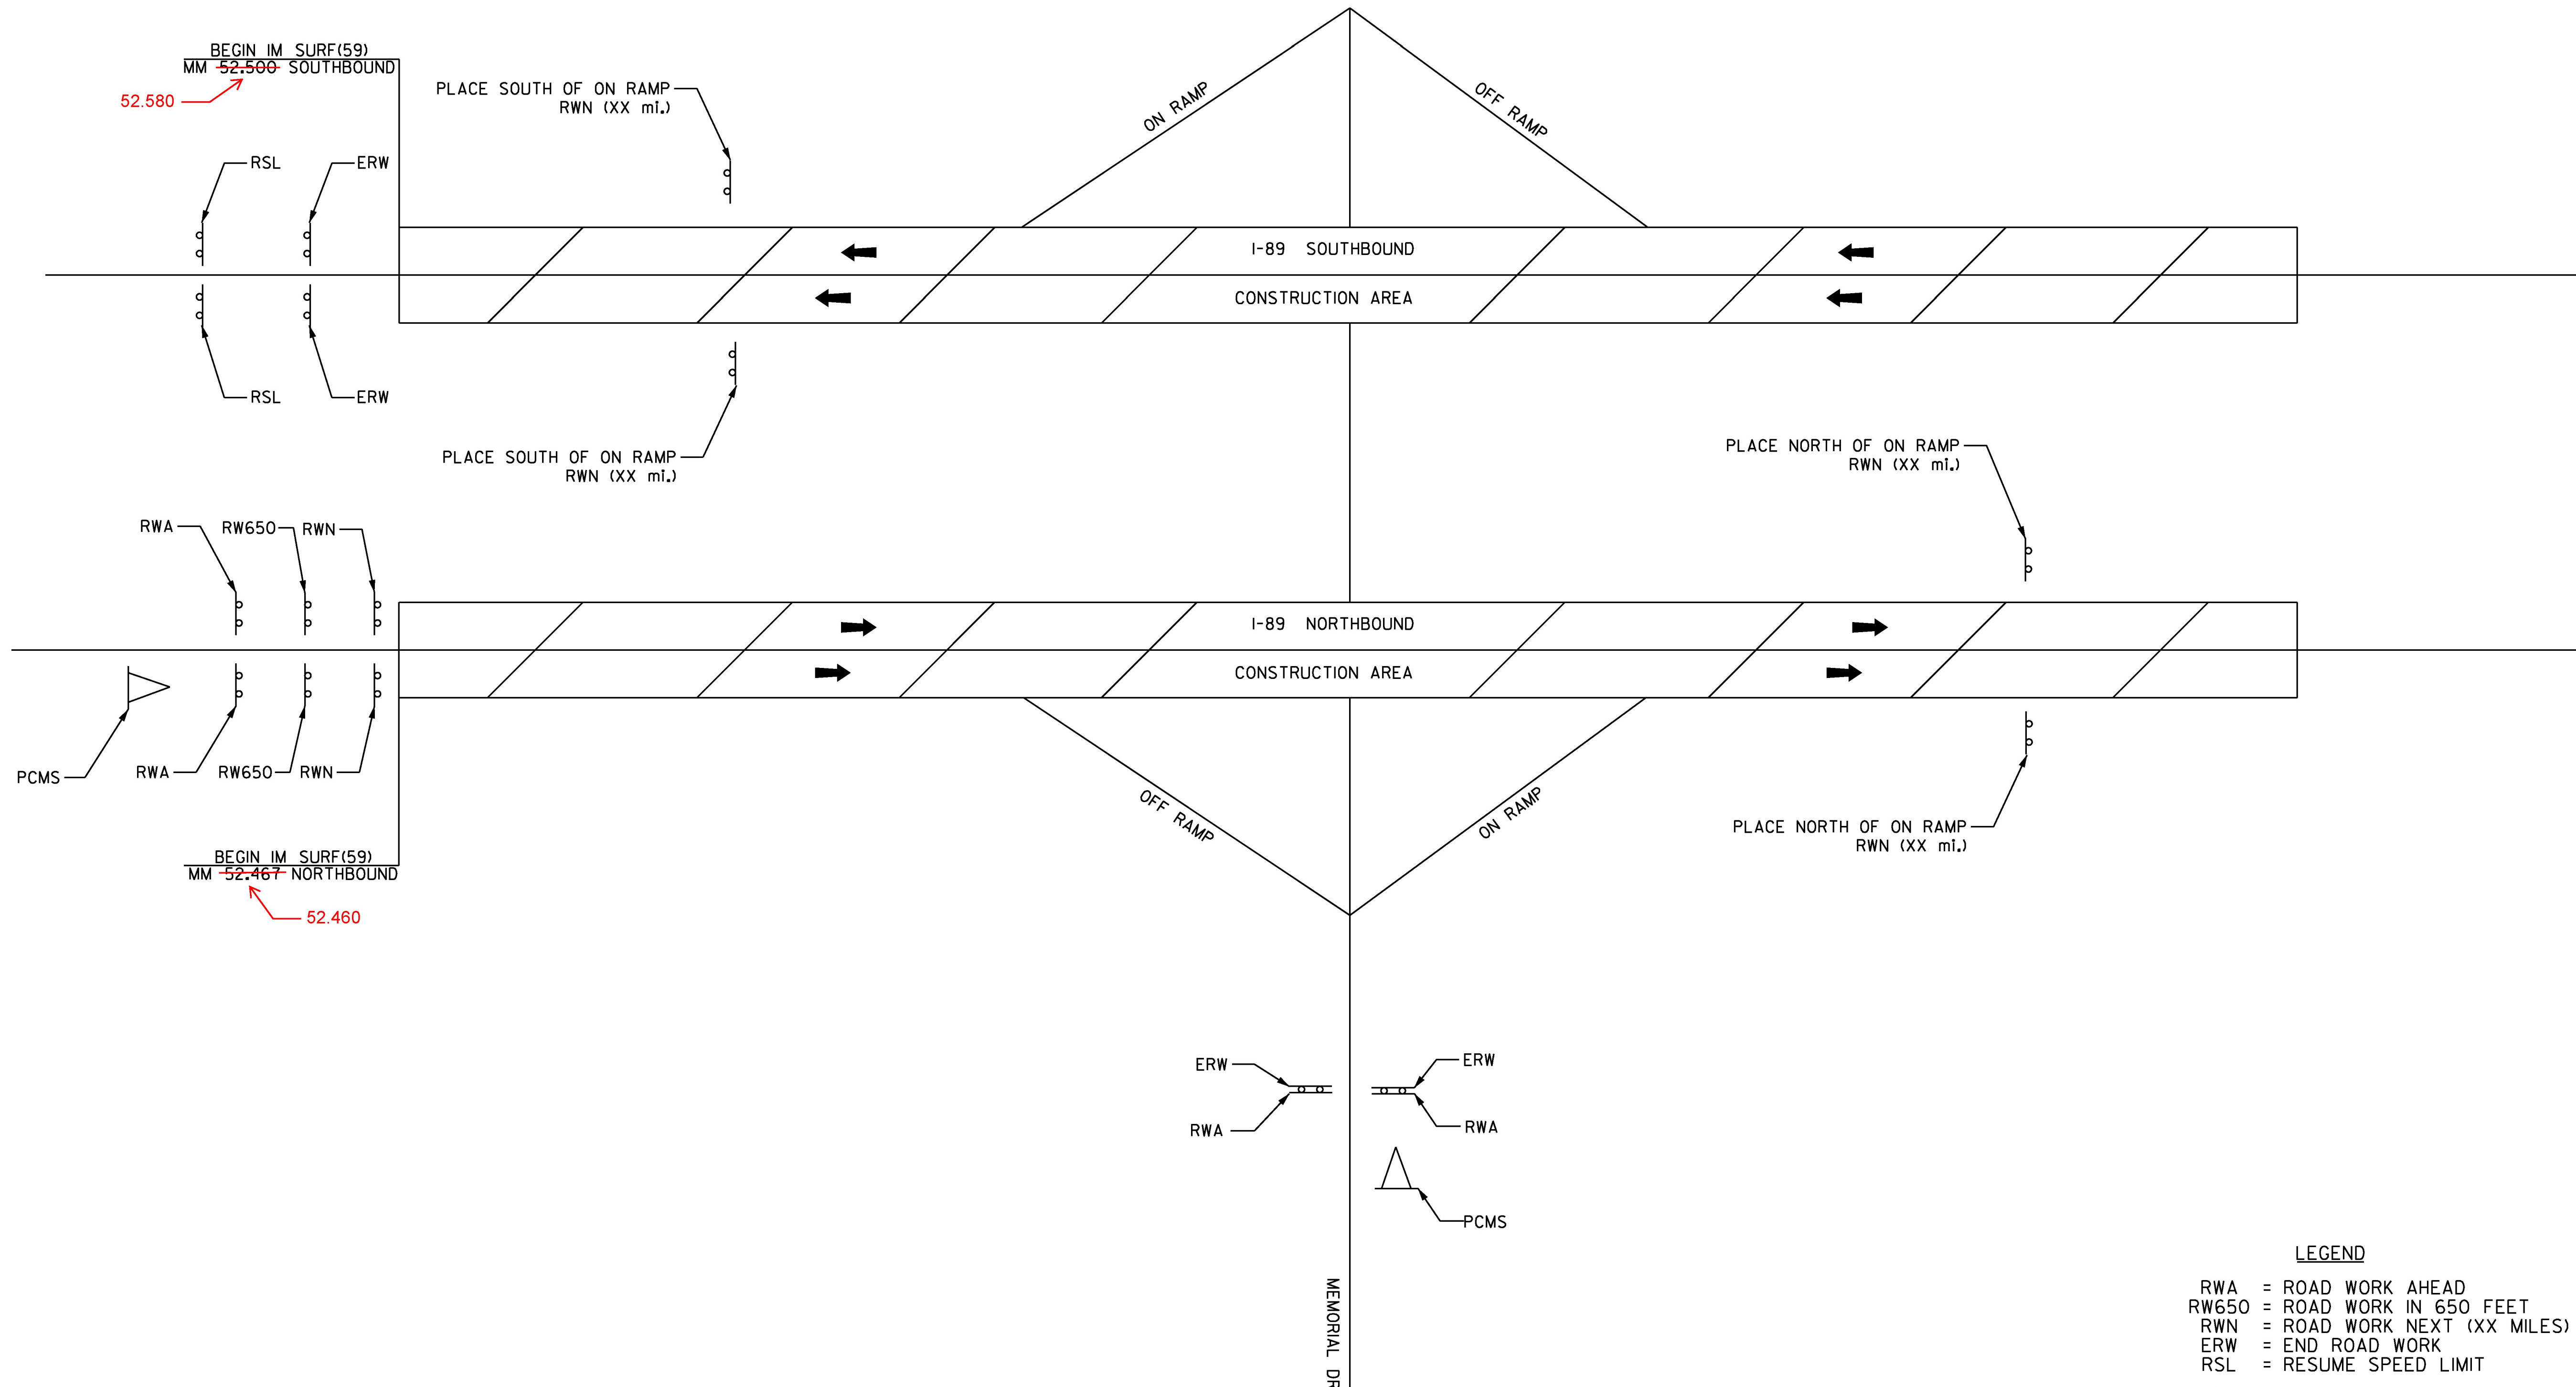 BEGIN IM SURF(59)
MM 52.500 SOUTHBOUND
52.580
PLACE SOUTH OF ON RAMP
RWN (XX mi.)
ON RAMP
OFF RAMP
RSL
ERW
I-89 SOUTHBOUND
CONSTRUCTION AREA
RSL
ERW
PLACE SOUTH OF ON RAMP
RWN (XX mi.)
PLACE NORTH OF ON RAMP
RWN (XX mi.)
RWA
RW650
RWN
I-89 NORTHBOUND
CONSTRUCTION AREA
PCMS
RWA
RW650
RWN
OFF RAMP
ON RAMP
PLACE NORTH OF ON RAMP
RWN (XX mi.)
BEGIN IM SURF(59)
MM 52.467 NORTHBOUND
52.460
ERW
ERW
RWA
RWA
PCMS
MEMORIAL DR
LEGEND
RWA = ROAD WORK AHEAD
RW650 = ROAD WORK IN 650 FEET
RWN = ROAD WORK NEXT (XX MILES)
ERW = END ROAD WORK
RSL = RESUME SPEED LIMIT